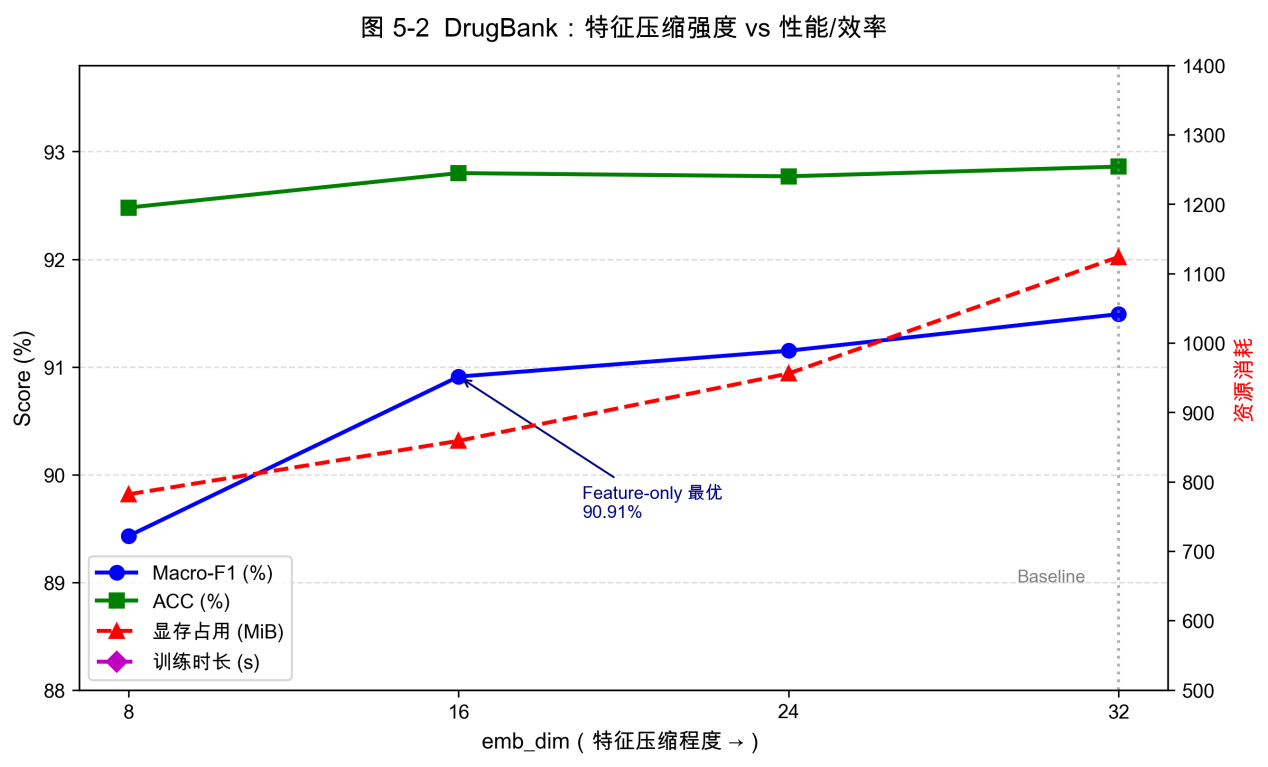 图 5-2 DrugBank：特征压缩强度 vs 性能/效率
Score (%)
93
92
91
90
89
88
1400
1300
1200
1100
1000
900
800
700
600
500
资源消耗
Feature-only 最优
90.91%
Baseline
Macro-F1 (%)
ACC (%)
显存占用 (MiB)
训练时长 (s)
8
16
24
32
emb_dim ( 特征压缩程度 → )